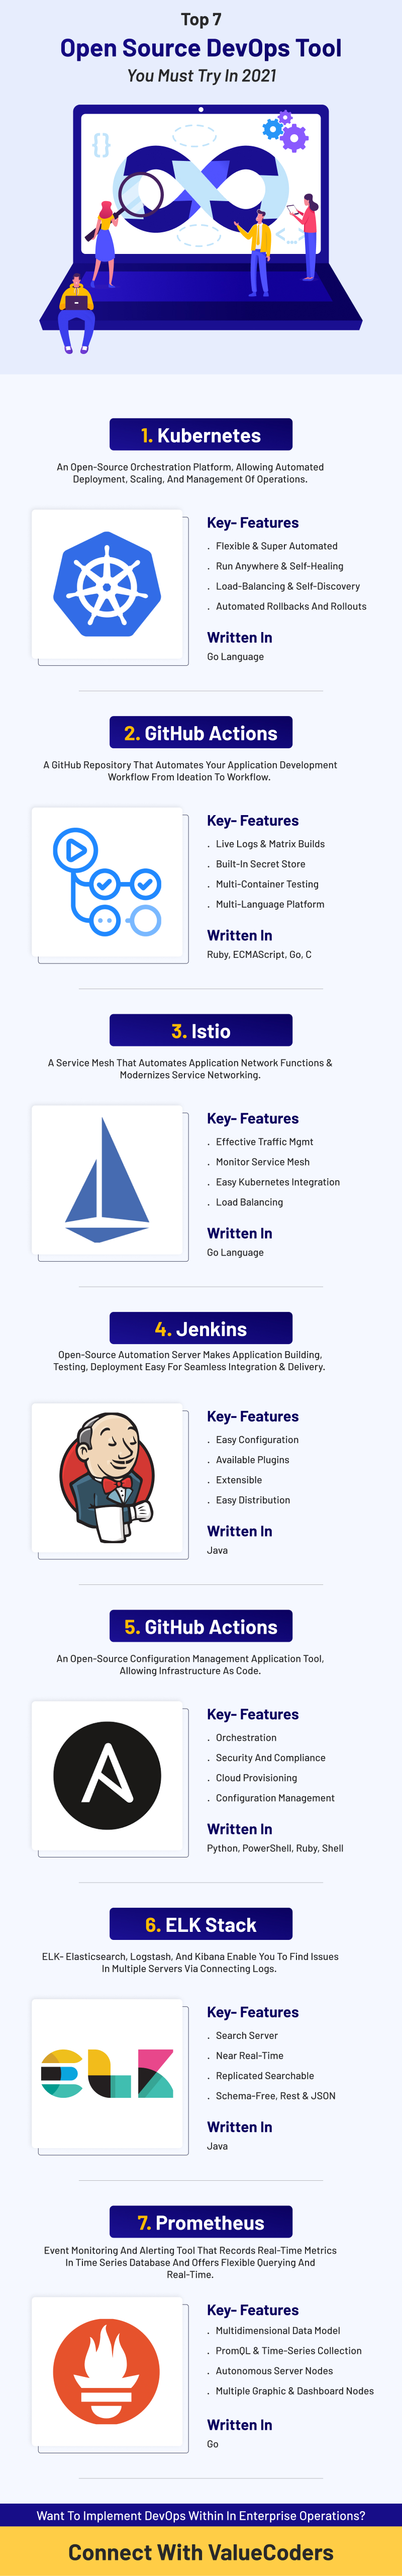 Top 7
Open Source DevOps Tool
You Must Try In 2021
{}
<...>
1. Kubernetes
An Open-Source Orchestration Platform, Allowing Automated
Deployment, Scaling, And Management Of Operations.
Key- Features
. Flexible & Super Automated
. Run Anywhere & Self-Healing
. Load-Balancing & Self-Discovery
. Automated Rollbacks And Rollouts
Written In
Go Language
2. GitHub Actions
A GitHub Repository That Automates Your Application Development
Workflow From Ideation To Workflow.
Key- Features
. Live Logs & Matrix Builds
. Built-In Secret Store
. Multi-Container Testing
. Multi-Language Platform
Written In
Ruby, ECMAScript, Go, C
3. Istio
A Service Mesh That Automates Application Network Functions &
Modernizes Service Networking.
Key- Features
. Effective Traffic Mgmt
. Monitor Service Mesh
. Easy Kubernetes Integration
. Load Balancing
Written In
Go Language
4. Jenkins
Open-Source Automation Server Makes Application Building,
Testing, Deployment Easy For Seamless Integration & Delivery.
Key- Features
. Easy Configuration
. Available Plugins
. Extensible
. Easy Distribution
Written In
Java
5. GitHub Actions
An Open-Source Configuration Management Application Tool,
Allowing Infrastructure As Code.
Key- Features
. Orchestration
. Security And Compliance
. Cloud Provisioning
. Configuration Management
Written In
Python, PowerShell, Ruby, Shell
6. ELK Stack
ELK- Elasticsearch, Logstash, And Kibana Enable You To Find Issues
In Multiple Servers Via Connecting Logs.
ELK
Key- Features
. Search Server
. Near Real-Time
. Replicated Searchable
. Schema-Free, Rest & JSON
Written In
Java
7. Prometheus
Event Monitoring And Alerting Tool That Records Real-Time Metrics
In Time Series Database And Offers Flexible Querying And
Real-Time.
Key- Features
. Multidimensional Data Model
. PromQL & Time-Series Collection
. Autonomous Server Nodes
. Multiple Graphic & Dashboard Nodes
Written In
Go
Want To Implement DevOps Within In Enterprise Operations?
Connect With ValueCoders